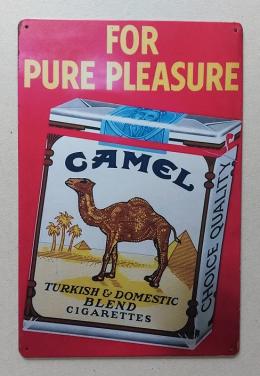 FOR
PURE PLEASURE
CAMEL
TURKISH & DOMESTIC
BLEND
CIGARETTES
CHOICE QUALITY